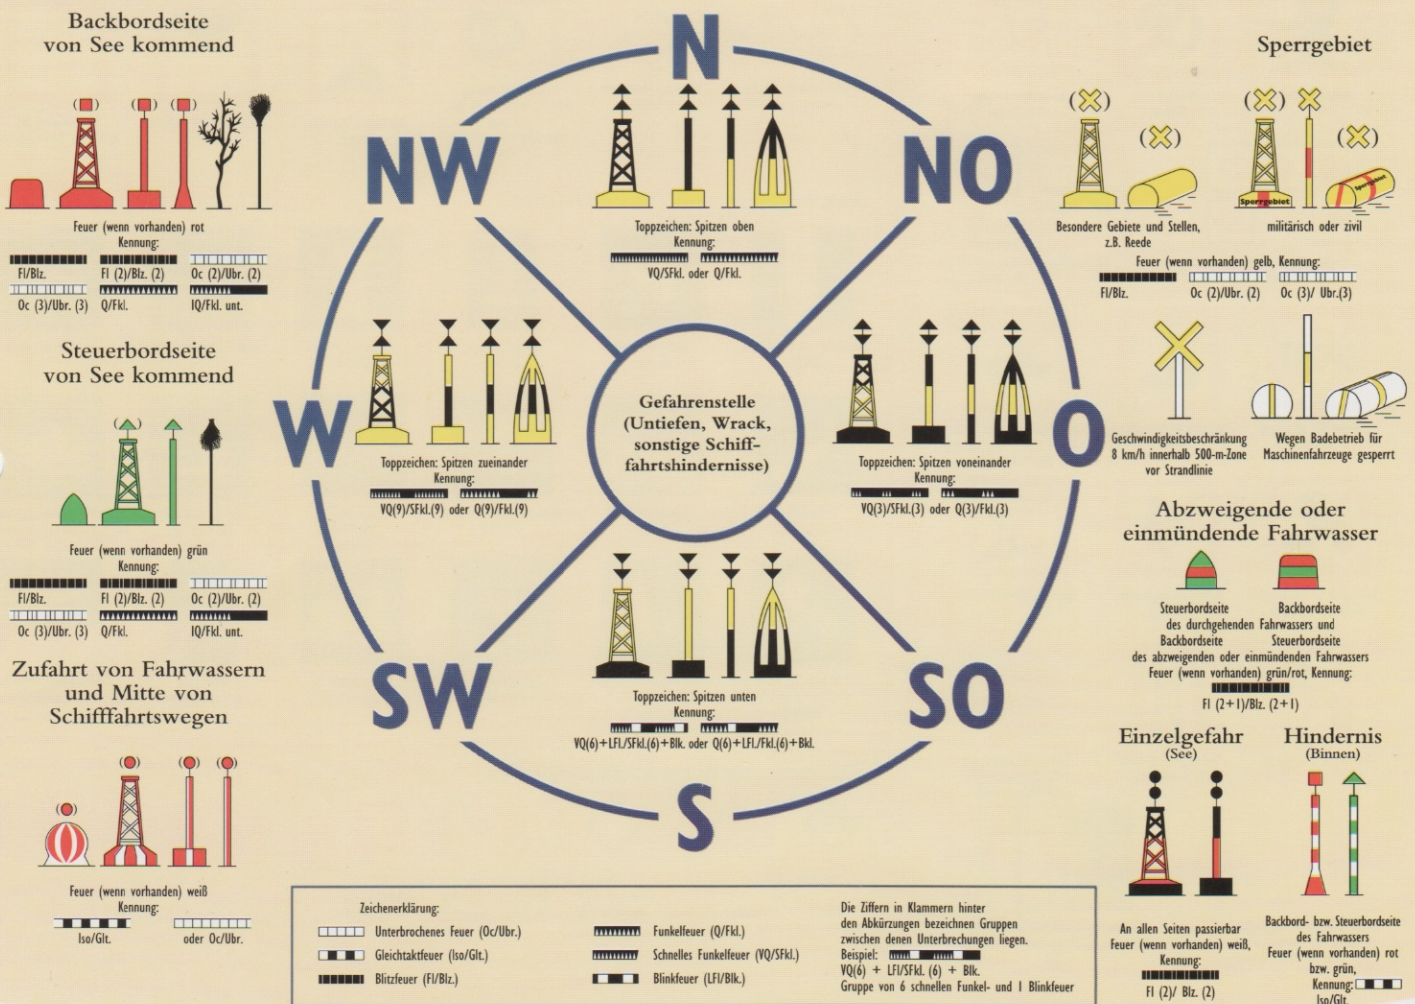 Backbordseite
von See kommend
Feuer (wenn vorhanden) rot
Kennung:
Fl/Blz.
Fl (2)/Blz. (2)
Oc (2)/Ubr. (2)
Oc (3)/Ubr. (3)
Q/Fkl.
IQ/Fkl. unt.
Steuerbordseite
von See kommend
Feuer (wenn vorhanden) grün
Kennung:
Fl/Blz.
Fl (2)/Blz. (2)
Oc (2)/Ubr. (2)
Oc (3)/Ubr. (3)
Q/Fkl.
IQ/Fkl. unt.
Zufahrt von Fahrwassern
und Mitte von
Schifffahrtswegen
Feuer (wenn vorhanden) weiß
Kennung:
Iso/Glt.
oder Oc/Ubr.
N
NW
NO
W
O
SW
SO
S
Toppzeichen: Spitzen oben
Kennung:
VQ/SFkl. oder Q/Fkl.
Toppzeichen: Spitzen zueinander
Kennung:
VQ(9)/SFkl.(9) oder Q(9)/Fkl.(9)
Gefahrenstelle
(Untiefen, Wrack,
sonstige Schiff-
fahrtshindernisse)
Toppzeichen: Spitzen voneinander
Kennung:
VQ(3)/SFkl.(3) oder Q(3)/Fkl.(3)
Toppzeichen: Spitzen unten
Kennung:
VQ(6)+LFl./SFkl.(6)+Blk. oder Q(6)+LFl./Fkl.(6)+Bkl.
Sperrgebiet
Sperrgebiet
Sperrgebiet
Besondere Gebiete und Stellen,
z.B. Reede
militärisch oder zivil
Feuer (wenn vorhanden) gelb, Kennung:
Fl/Blz.
Oc (2)/Ubr. (2)
Oc (3)/ Ubr.(3)
Geschwindigkeitsbeschränkung
8 km/h innerhalb 500-m-Zone
vor Strandlinie
Wegen Badebetrieb für
Maschinenfahrzeuge gesperrt
Abzweigende oder
einmündende Fahrwasser
Steuerbordseite Backbordseite
des durchgehenden Fahrwassers und
Backbordseite Steuerbordseite
des abzweigenden oder einmündenden Fahrwassers
Feuer (wenn vorhanden) grün/rot, Kennung:
Fl (2+1)/Blz. (2+1)
Einzelgefahr
(See)
An allen Seiten passierbar
Feuer (wenn vorhanden) weiß,
Kennung:
Fl (2)/ Blz. (2)
Hindernis
(Binnen)
Backbord- bzw. Steuerbordseite
des Fahrwassers
Feuer (wenn vorhanden) rot
bzw. grün,
Kennung:
Iso/Glt.
Zeichenerklärung:
Unterbrochenes Feuer (Oc/Ubr.)
Gleichtaktfeuer (Iso/Glt.)
Blitzfeuer (Fl/Blz.)
Funkelfeuer (Q/Fkl.)
Schnelles Funkelfeuer (VQ/SFkl.)
Blinkfeuer (LFl/Blk.)
Die Ziffern in Klammern hinter
den Abkürzungen bezeichnen Gruppen
zwischen denen Unterbrechungen liegen.
Beispiel:
VQ(6) + LFl/SFkl. (6) + Blk.
Gruppe von 6 schnellen Funkel- und 1 Blinkfeuer